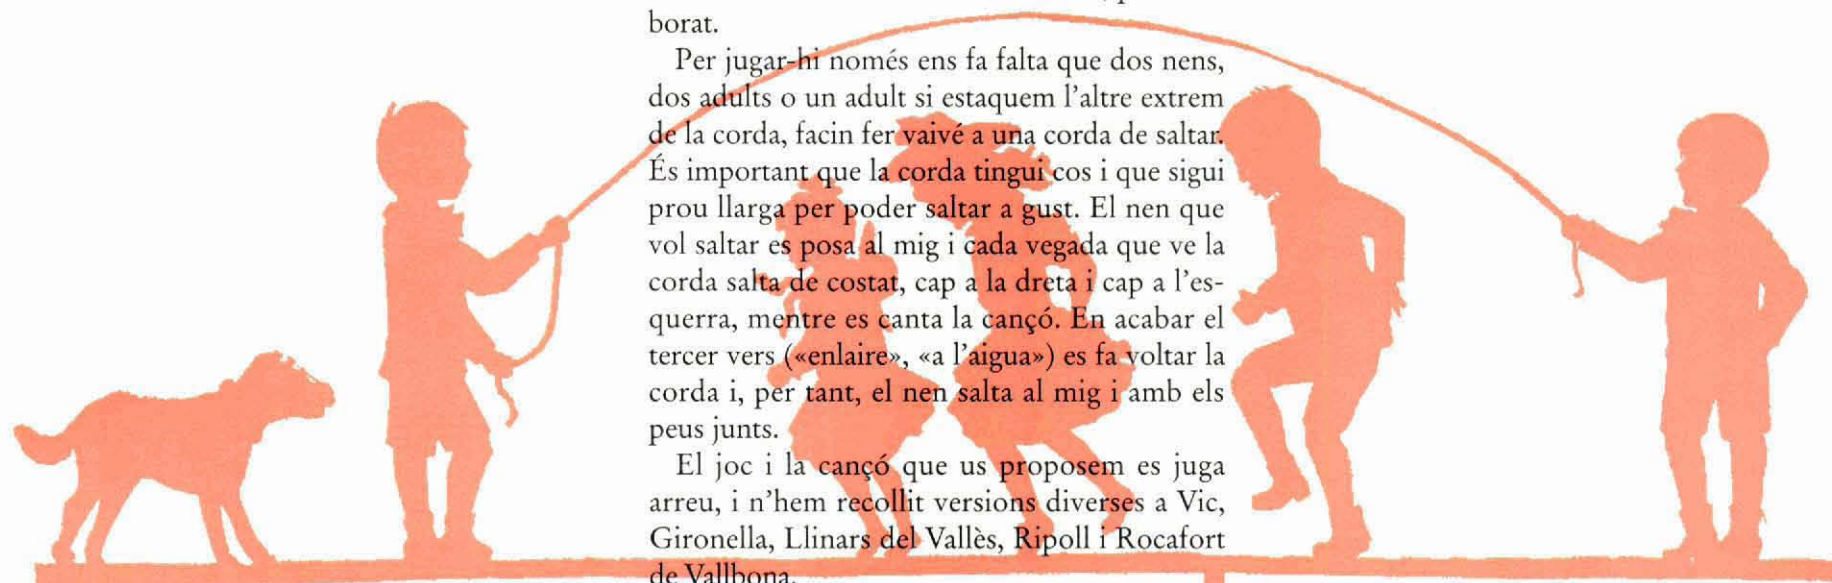 borat.
Per jugar-hi només ens fa falta que dos nens,
dos adults o un adult si estaquem l'altre extrem
de la corda, facin fer vaivé a una corda de saltar.
És important que la corda tingui cos i que sigui
prou llarga per poder saltar a gust. El nen que
vol saltar es posa al mig i cada vegada que ve la
corda salta de costat, cap a la dreta i cap a l'es-
querra, mentre es canta la cançó. En acabar el
tercer vers («enlaire», «a l'aigua») es fa voltar la
corda i, per tant, el nen salta al mig i amb els
peus junts.
El joc i la cançó que us proposem es juga
arreu, i n'hem recollit versions diverses a Vic,
Gironella, Llinars del Vallès, Ripoll i Rocafort
de Vallbona.